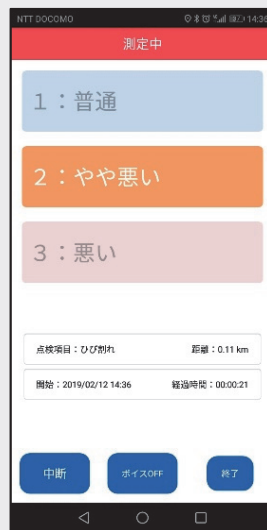 NTT DOCOMO 14:36
測定中
1：普通
2：やや悪い
3：悪い
点検項目：ひび割れ 距離：0.11 km
開始：2019/02/12 14:36 経過時間：00:00:21
中断 ボイスOFF 終了